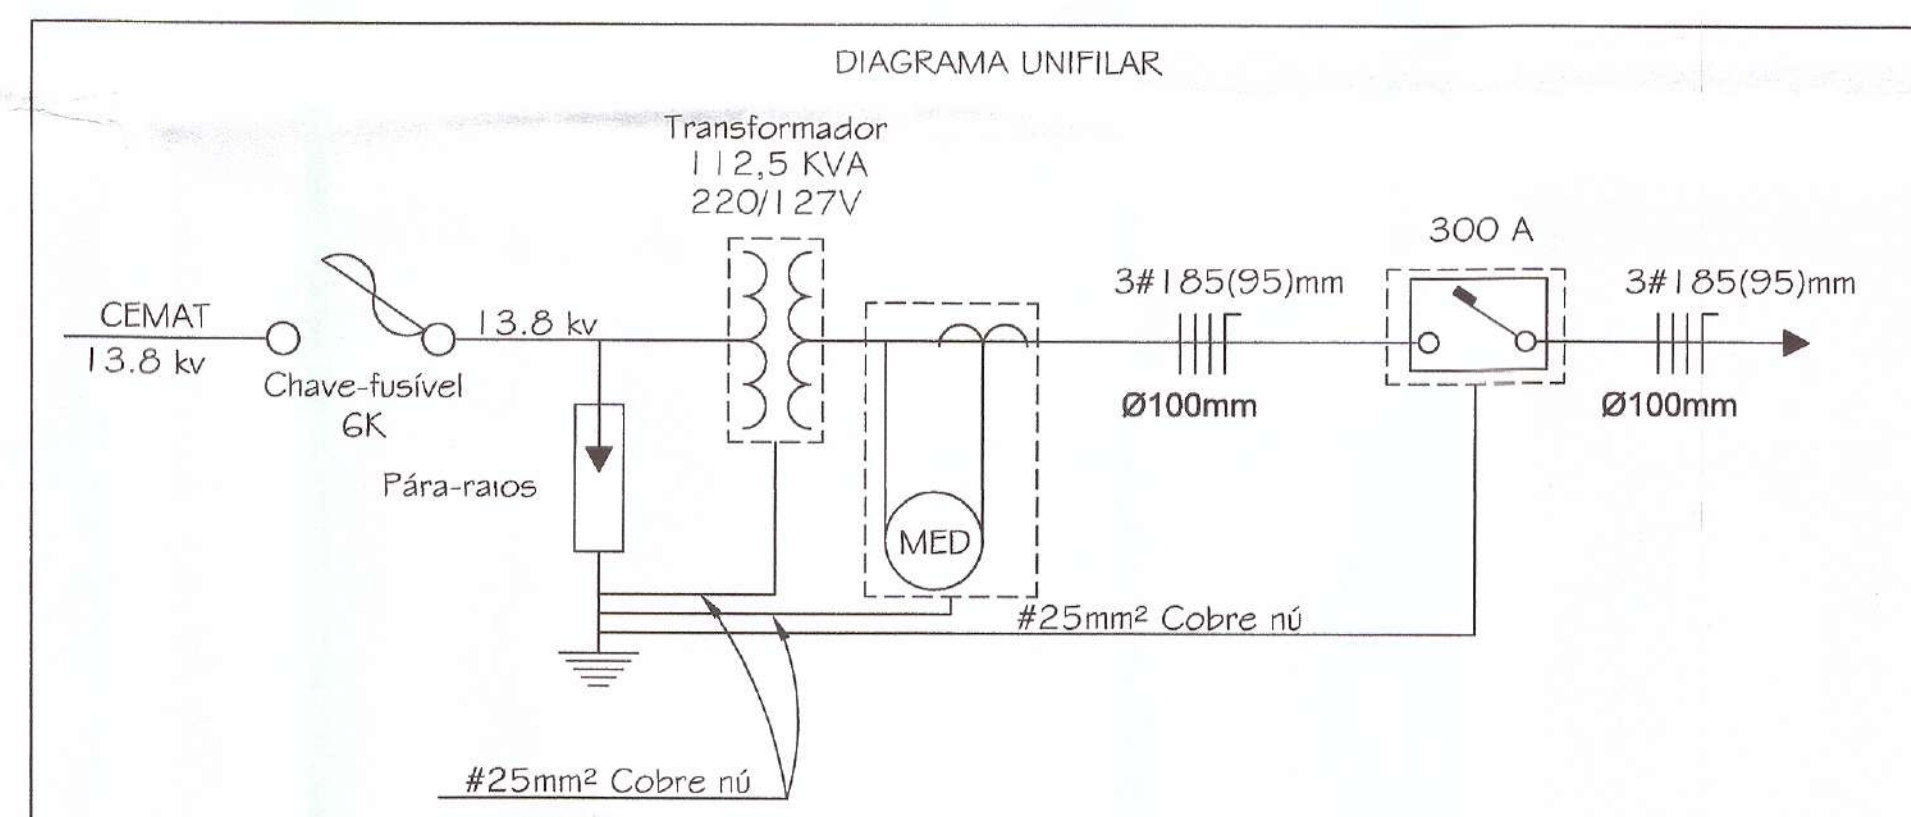 DIAGRAMA UNIFILAR
Transformador
112,5 KVA
220/127V
300 A
3#185(95)mm
3#185(95)mm
CEMAT
13.8 kv
13.8 kv
Chave-fusível
6K
Ø100mm
Ø100mm
Pára-raios
MED
#25mm² Cobre nú
#25mm² Cobre nú